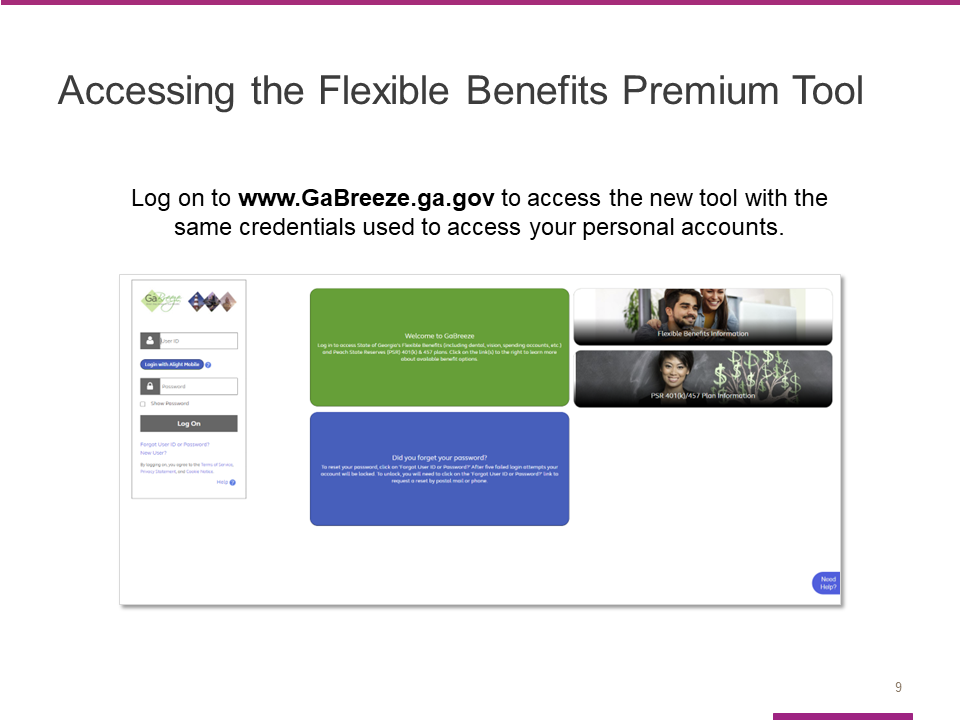 Accessing the Flexible Benefits Premium Tool
Log on to www.GaBreeze.ga.gov to access the new tool with the
same credentials used to access your personal accounts.
GaBreeze
User ID
Login with Alight Mobile ?
Password
Show Password
Log On
Forgot User ID or Password?
New User?
By logging on, you agree to the Terms of Service,
Privacy Statement, and Cookie Notice.
Help ?
Welcome to GaBreeze
Log in to access State of Georgia's Flexible Benefits (including dental, vision, spending accounts, etc.)
and Peach State Reserves (PSR) 401(k) & 457 plans. Click on the link(s) to the right to learn more
about available benefit options.
Did you forget your password?
To reset your password, click on 'Forgot User ID or Password?' After five failed login attempts your
account will be locked. To unlock, you will need to click on the 'Forgot User ID or Password?' link to
request a reset by postal mail or phone.
Flexible Benefits Information
PSR 401(k)/457 Plan Information
Need
Help?
9